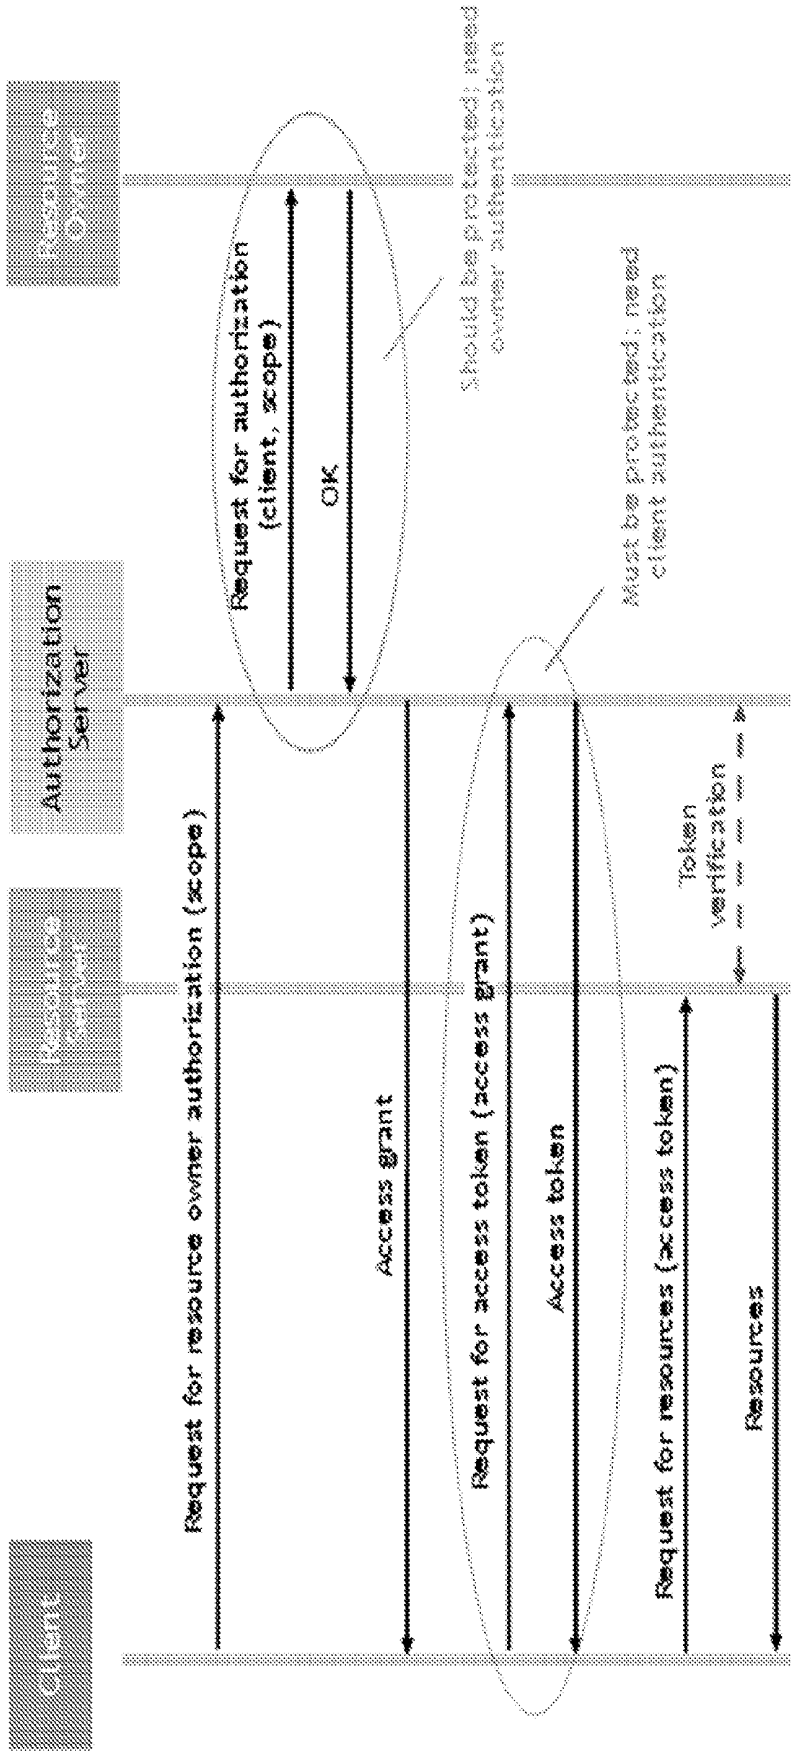 Client
Resource
Server
Authorization
Server
Resource
Owner
Request for resource owner authorization (scope)
Request for authorization
(client, scope)
OK
Should be protected; need
owner authentication
Access grant
Request for access token (access grant)
Access token
Must be protected; need
client authentication
Request for resources (access token)
Token
verification
Resources